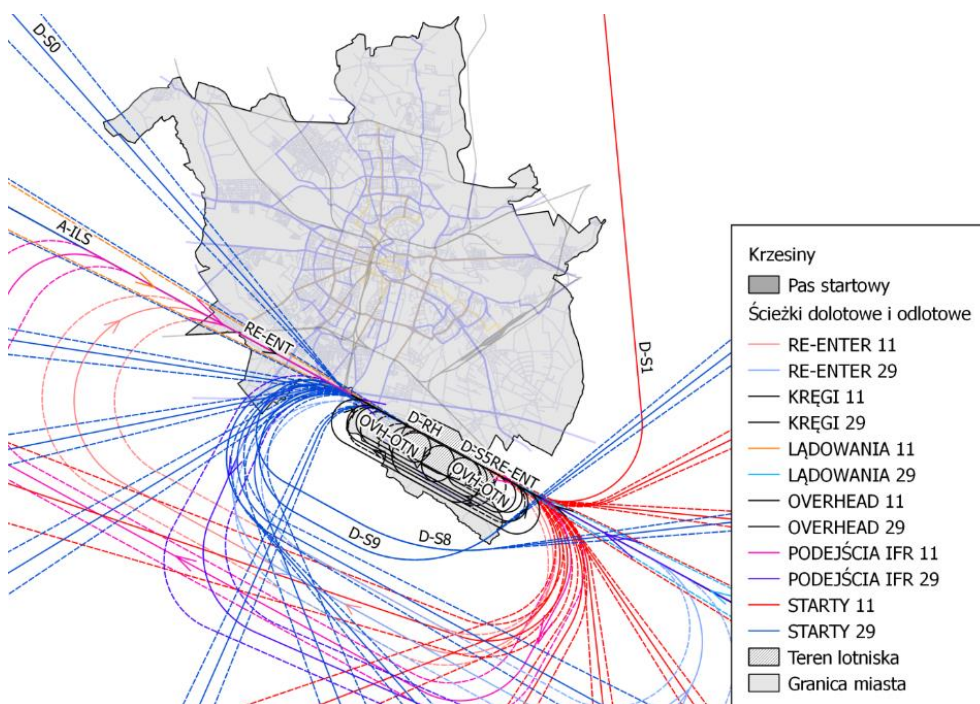 D-S0
A-ILS
RE-ENT
D-S1
D-RH
D-S5RE-ENT
OVH-OTN
OVH-OTN
D-S9
D-S8
Krzesiny
Pas startowy
Ścieżki dolotowe i odlotowe
RE-ENTER 11
RE-ENTER 29
KRĘGI 11
KRĘGI 29
LĄDOWANIA 11
LĄDOWANIA 29
OVERHEAD 11
OVERHEAD 29
PODEJŚCIA IFR 11
PODEJŚCIA IFR 29
STARTY 11
STARTY 29
Teren lotniska
Granica miasta